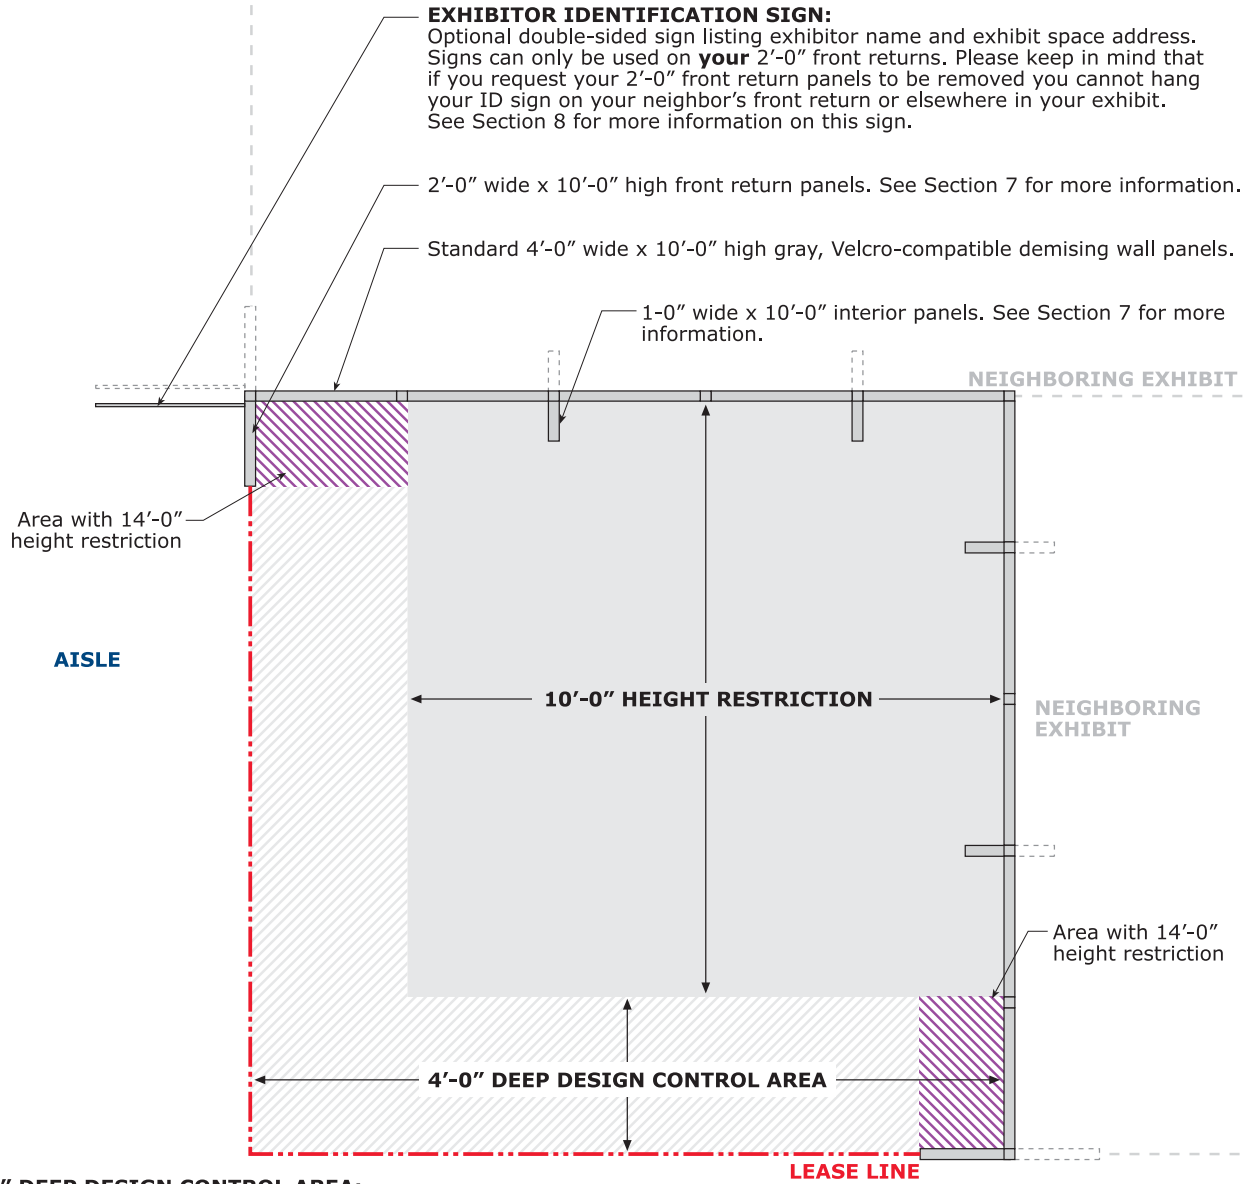 EXHIBITOR IDENTIFICATION SIGN:
Optional double-sided sign listing exhibitor name and exhibit space address.
Signs can only be used on your 2’-0” front returns. Please keep in mind that
if you request your 2’-0” front return panels to be removed you cannot hang
your ID sign on your neighbor’s front return or elsewhere in your exhibit.
See Section 8 for more information on this sign.
2’-0” wide x 10’-0” high front return panels. See Section 7 for more information.
Standard 4’-0” wide x 10’-0” high gray, Velcro-compatible demising wall panels.
1-0” wide x 10’-0” interior panels. See Section 7 for more
information.
NEIGHBORING EXHIBIT
Area with 14’-0”
height restriction
AISLE
10’-0” HEIGHT RESTRICTION
NEIGHBORING
EXHIBIT
Area with 14’-0”
height restriction
4’-0” DEEP DESIGN CONTROL AREA
LEASE LINE
” DEEP DESIGN CONTROL AREA: